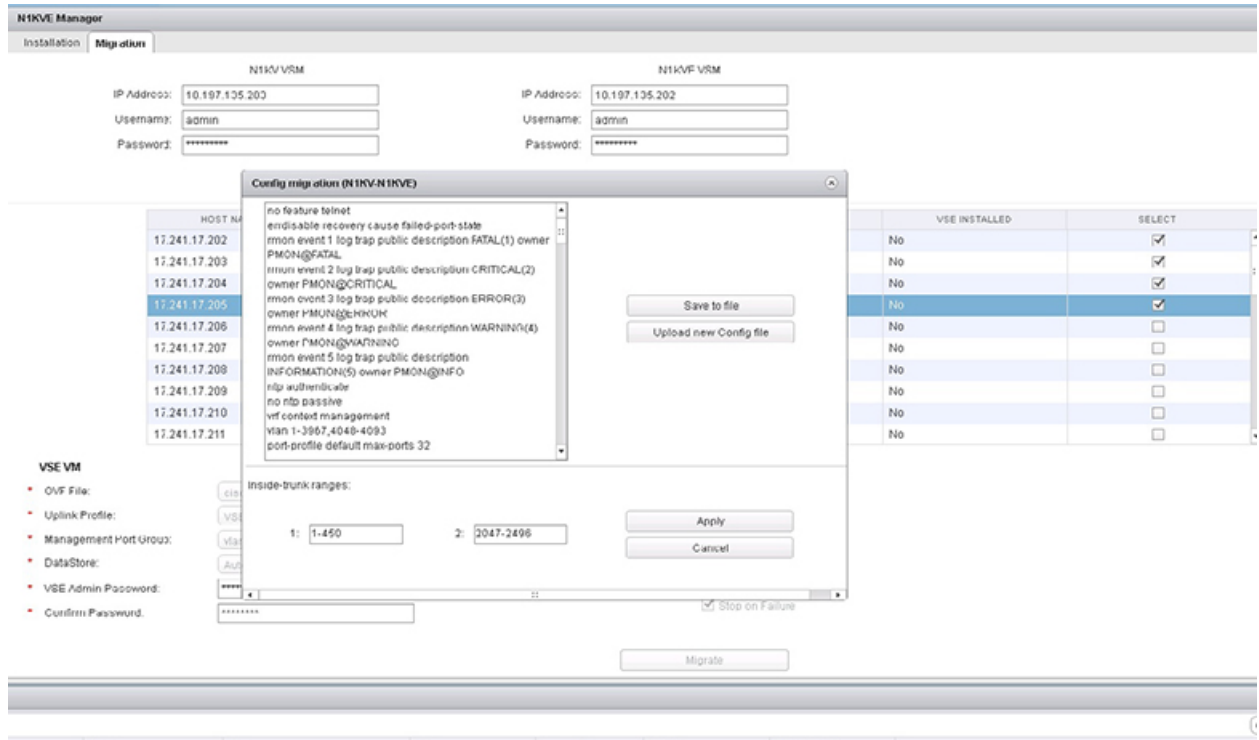 N1KVE Manager
Installation Migration
N1KV VSM N1KVE VSM
IP Address: 10.197.135.203 IP Address: 10.197.135.202
Username: admin Username: admin
Password: ********* Password: *********
Config migration (N1KV-N1KVE)
no feature telnet
errdisable recovery cause failed-port-state
rmon event 1 log trap public description FATAL(1) owner
PMON@FATAL
rmon event 2 log trap public description CRITICAL(2)
owner PMON@CRITICAL
rmon event 3 log trap public description ERROR(3)
owner PMON@ERROR
rmon event 4 log trap public description WARNING(4)
owner PMON@WARNING
rmon event 5 log trap public description
INFORMATION(5) owner PMON@INFO
ntp authenticate
no ntp passive
vrf context management
vlan 1-3967,4048-4093
port-profile default max-ports 32
Save to file
Upload new Config file
Inside-trunk ranges:
1: 1-450 2: 2047-2496
Apply
Cancel
HOST NA VSE INSTALLED SELECT
17.241.17.202 No
17.241.17.203 No
17.241.17.204 No
17.241.17.205 No
17.241.17.206 No
17.241.17.207 No
17.241.17.208 No
17.241.17.209 No
17.241.17.210 No
17.241.17.211 No
VSE VM
* OVF File: cis
* Uplink Profile: VSE
* Management Port Group: vla
* DataStore: Aut
* VSE Admin Password: *****
* Confirm Password: ********
Stop on Failure
Migrate